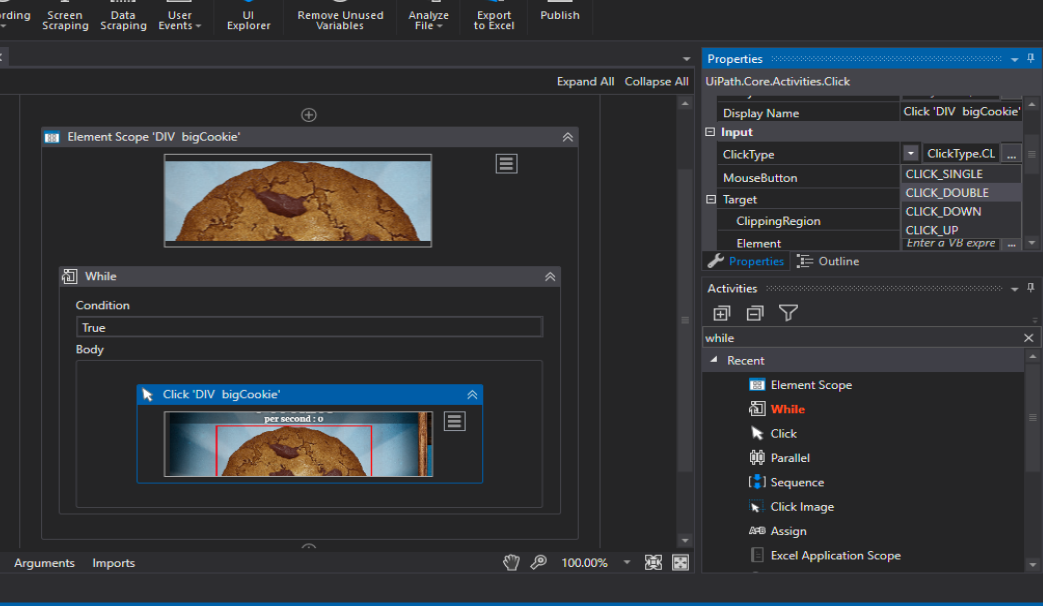 Screen Scraping
Data Scraping
User Events
UI Explorer
Remove Unused Variables
Analyze File
Export to Excel
Publish
Expand All Collapse All
Element Scope 'DIV bigCookie'
While
Condition
True
Body
Click 'DIV bigCookie'
per second : 0
Arguments Imports
100.00%
Properties
UiPath.Core.Activities.Click
Display Name Click 'DIV bigCookie'
Input
ClickType ClickType.CL ...
MouseButton
CLICK_SINGLE
CLICK_DOUBLE
CLICK_DOWN
CLICK_UP
Target
ClippingRegion
Element Enter a VB expre ...
Properties Outline
Activities
while
Recent
Element Scope
While
Click
Parallel
Sequence
Click Image
Assign
Excel Application Scope